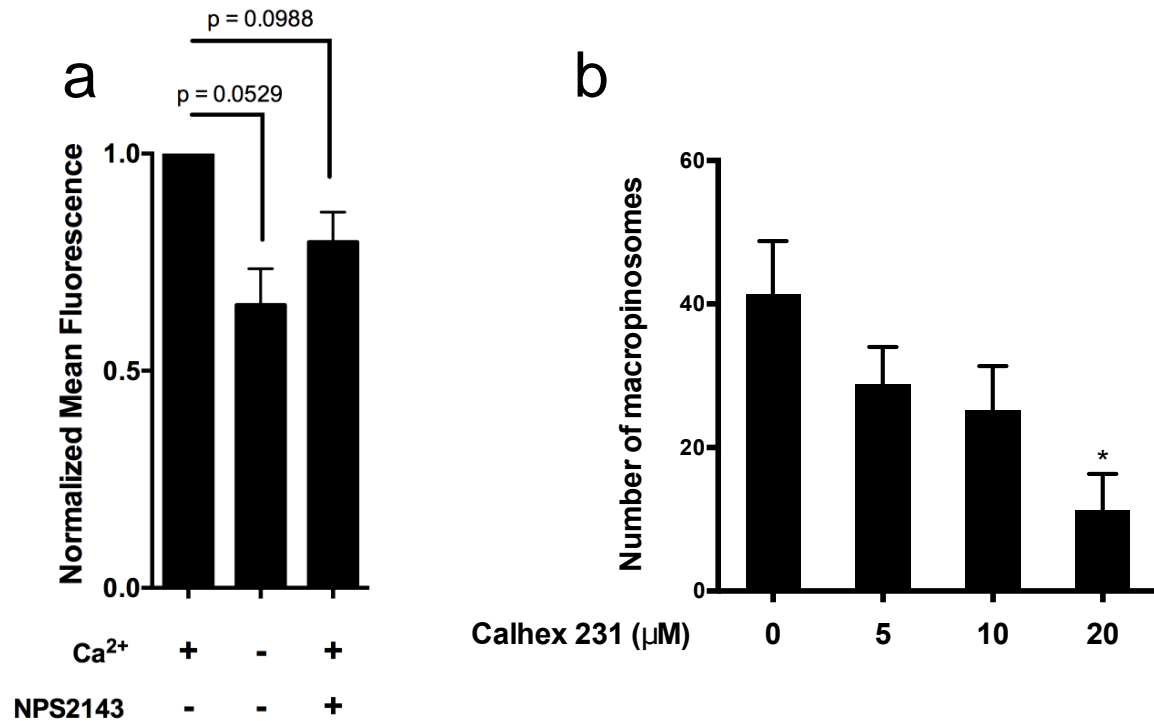 a
p = 0.0988
p = 0.0529
Normalized Mean Fluorescence
1.0
0.5
0.0
Ca²⁺ + - +
NPS2143 - - +
b
Number of macropinosomes
60
40
20
0
*
Calhex 231 (μM) 0 5 10 20